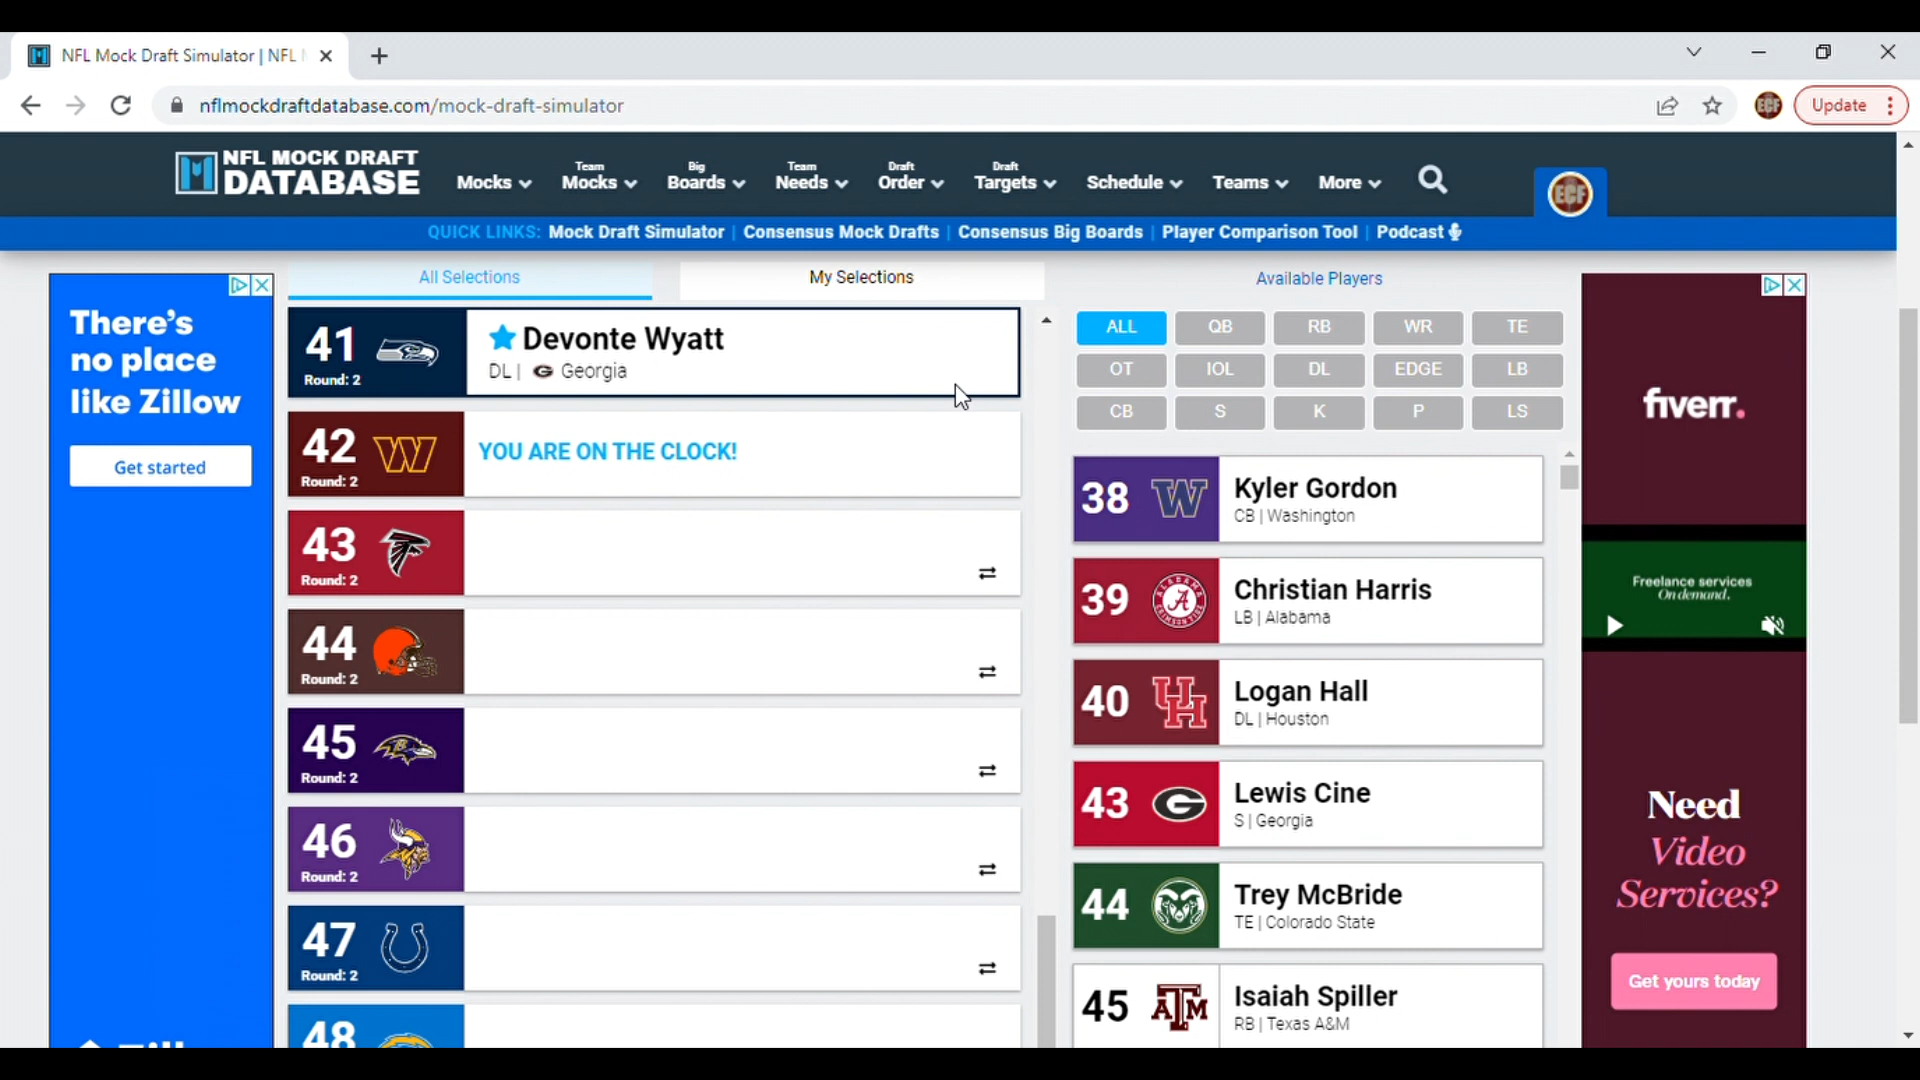 NFL Mock Draft Simulator | NFL
nflmockdraftdatabase.com/mock-draft-simulator
Update
NFL MOCK DRAFT
DATABASE
Mocks
Team
Mocks
Big
Boards
Team
Needs
Draft
Order
Draft
Targets
Schedule
Teams
More
ECF
QUICK LINKS: Mock Draft Simulator | Consensus Mock Drafts | Consensus Big Boards | Player Comparison Tool | Podcast
There's
no place
like Zillow
Get started
All Selections
My Selections
41
Round: 2
Devonte Wyatt
DL | G Georgia
42
Round: 2
W
YOU ARE ON THE CLOCK!
43
Round: 2
44
Round: 2
45
Round: 2
46
Round: 2
47
Round: 2
48
Available Players
ALL QB RB WR TE
OT IOL DL EDGE LB
CB S K P LS
38 W Kyler Gordon
CB | Washington
39 A Christian Harris
LB | Alabama
40 UH Logan Hall
DL | Houston
43 G Lewis Cine
S | Georgia
44 Trey McBride
TE | Colorado State
45 ATM Isaiah Spiller
RB | Texas A&M
fiverr.
Freelance services
On demand.
Need
Video
Services?
Get yours today